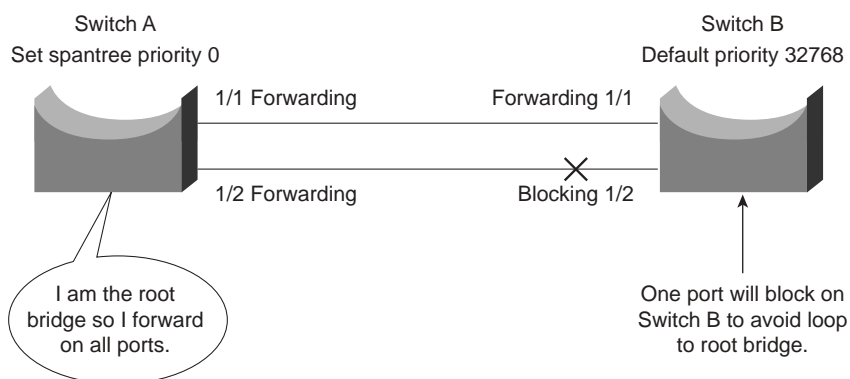 Switch A
Set spantree priority 0
Switch B
Default priority 32768
1/1 Forwarding
Forwarding 1/1
1/2 Forwarding
Blocking 1/2
I am the root
bridge so I forward
on all ports.
One port will block on
Switch B to avoid loop
to root bridge.